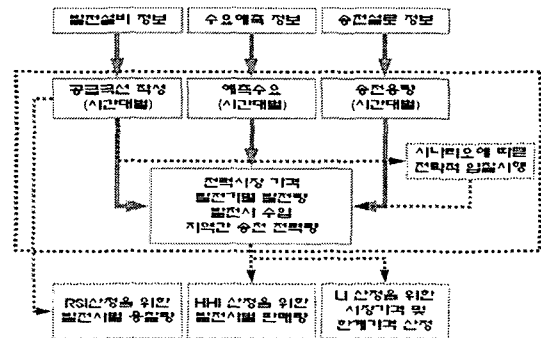 발전설비 정보
수요예측 정보
송전선로 정보
공급곡선 작성
(시간대별)
예측수요
(시간대별)
송전용량
(시간대별)
시나리오에 따른
전략적 입찰시행
전력시장 가격
발전기별 발전량
발전사 수입
지역간 송전 전력량
RSI산정을 위한
발전사별 용량
HHI 산정을 위한
발전사별 판매량
LI 산정을 위한
시장가격 및
한계가격 산정